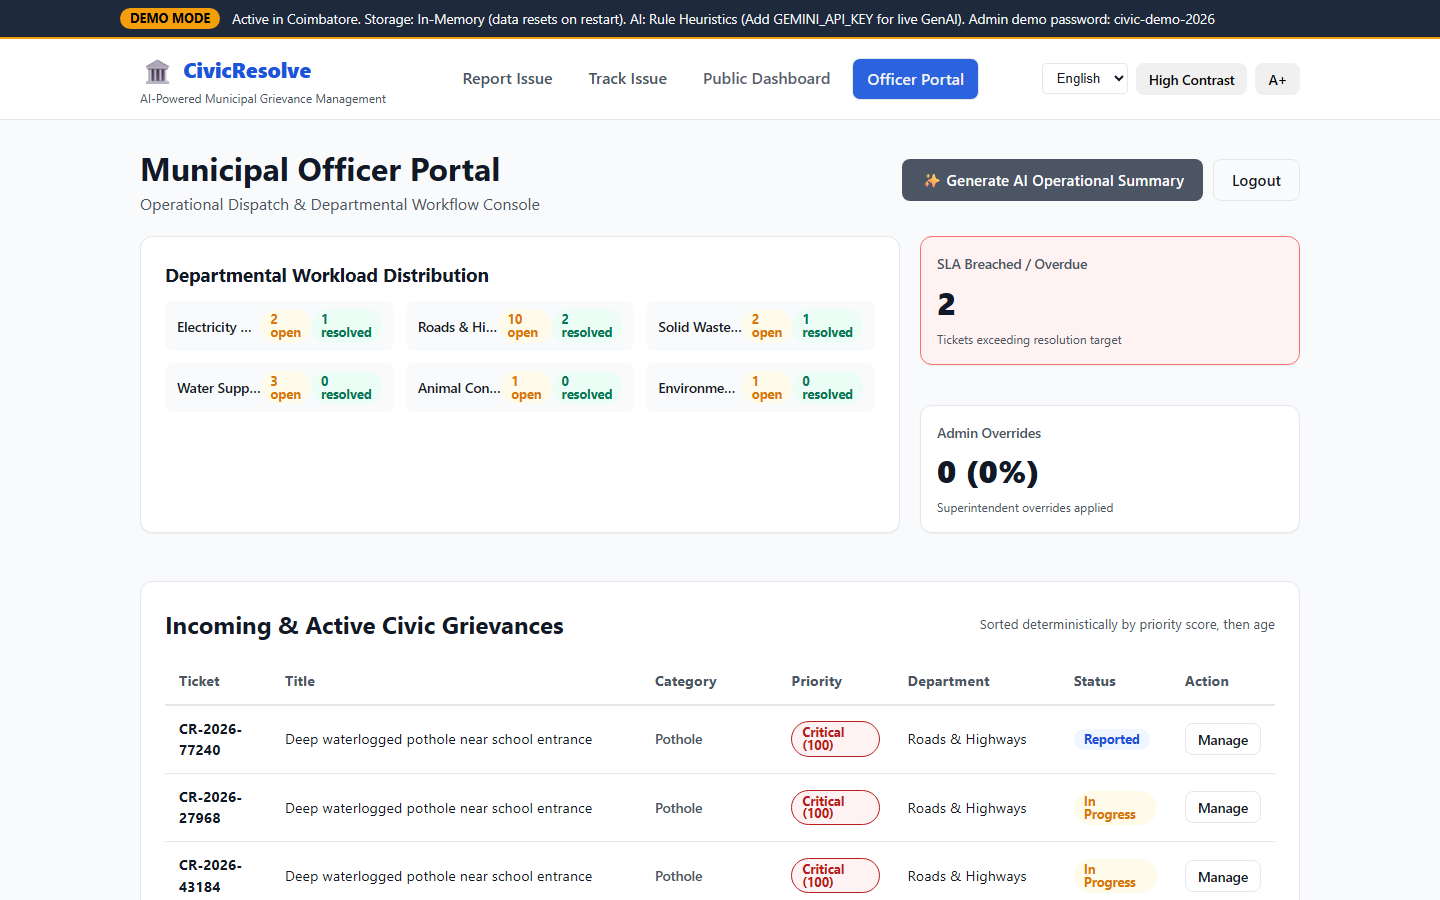 DEMO MODE Active in Coimbatore. Storage: In-Memory (data resets on restart). AI: Rule Heuristics (Add GEMINI_API_KEY for live GenAI). Admin demo password: civic-demo-2026
CivicResolve
AI-Powered Municipal Grievance Management
Report Issue Track Issue Public Dashboard Officer Portal
English High Contrast A+
Municipal Officer Portal
Operational Dispatch & Departmental Workflow Console
✨ Generate AI Operational Summary Logout
Departmental Workload Distribution
Electricity ... 2 open 1 resolved
Roads & Hi... 10 open 2 resolved
Solid Waste... 2 open 1 resolved
Water Supp... 3 open 0 resolved
Animal Con... 1 open 0 resolved
Environme... 1 open 0 resolved
SLA Breached / Overdue
2
Tickets exceeding resolution target
Admin Overrides
0 (0%)
Superintendent overrides applied
Incoming & Active Civic Grievances
Sorted deterministically by priority score, then age
Ticket Title Category Priority Department Status Action
CR-2026-77240 Deep waterlogged pothole near school entrance Pothole Critical (100) Roads & Highways Reported Manage
CR-2026-27968 Deep waterlogged pothole near school entrance Pothole Critical (100) Roads & Highways In Progress Manage
CR-2026-43184 Deep waterlogged pothole near school entrance Pothole Critical (100) Roads & Highways In Progress Manage